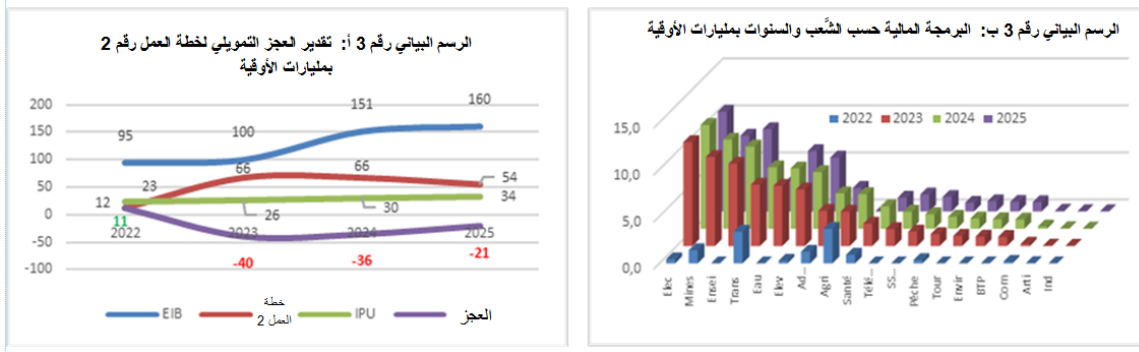 الرسم البياني رقم 3 أ: تقدير العجز التمويلي لخطة العمل رقم 2
بمليارات الأوقية
200
150
100
50
0
-50
-100
95
100
151
160
12
23
66
66
54
11
26
30
34
2022
2023
2024
2025
-40
-36
-21
EIB
خطة
العمل 2
IPU
العجز
الرسم البياني رقم 3 ب: البرمجة المالية حسب الشَّعب والسنوات بمليارات الأوقية
2022
2023
2024
2025
15,0
10,0
5,0
0,0
Elec
Mines
Ensei
Trans
Eau
Elev
Ad...
Agri
Santé
Télé...
SS...
Pêche
Tour
Envir
BTP
Com
Arti
Ind